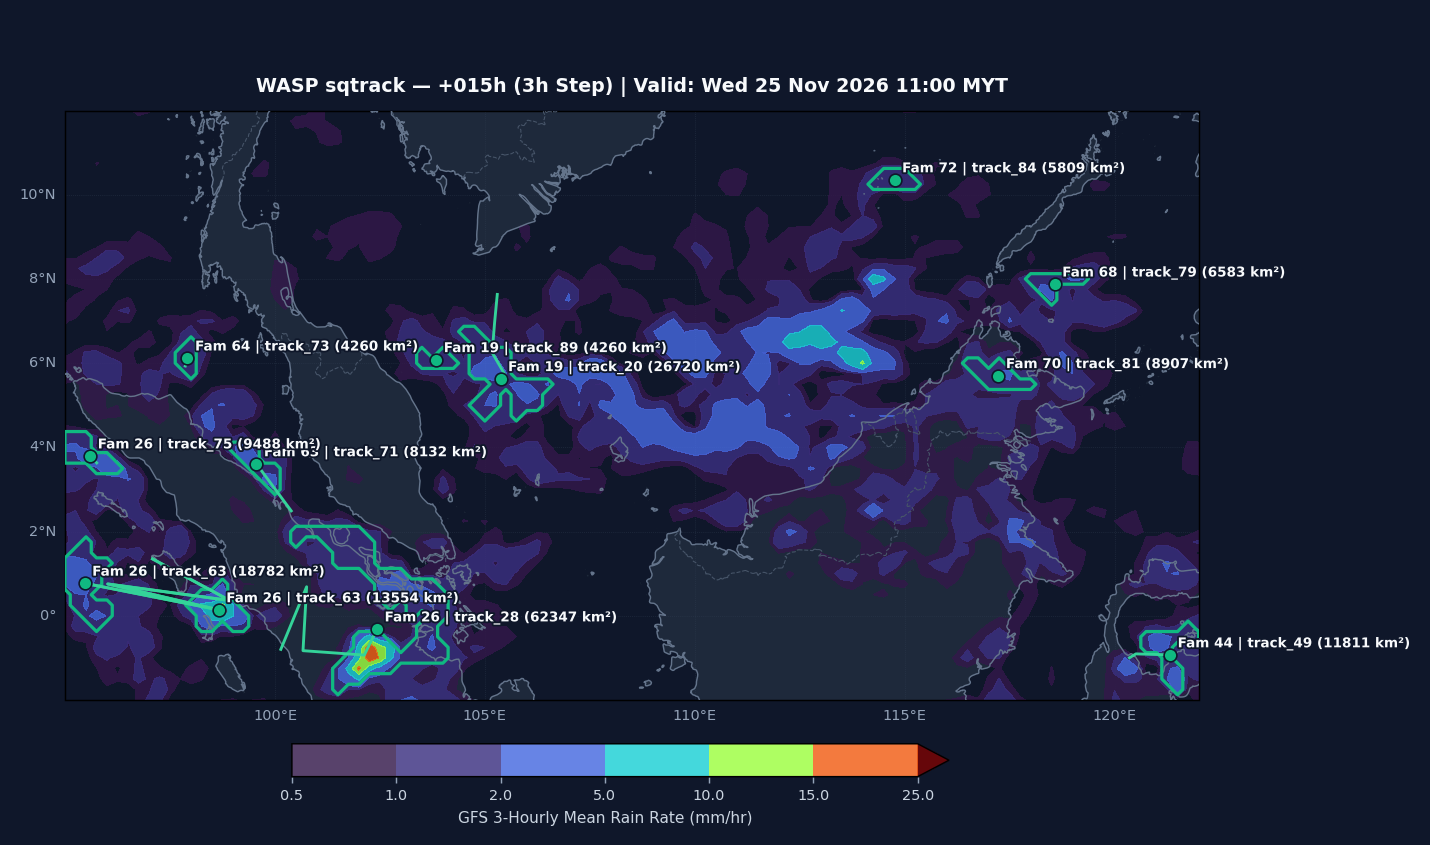 WASP sqtrack — +015h (3h Step) | Valid: Wed 25 Nov 2026 11:00 MYT
Fam 72 | track_84 (5809 km²)
10°N
Fam 68 | track_79 (6583 km²)
8°N
Fam 64 | track_73 (4260 km²)
Fam 19 | track_89 (4260 km²)
6°N
Fam 19 | track_20 (26720 km²)
Fam 70 | track_81 (8907 km²)
Fam 26 | track_75 (9488 km²)
4°N
Fam 63 | track_71 (8132 km²)
2°N
Fam 26 | track_63 (18782 km²)
Fam 26 | track_63 (13554 km²)
0°
Fam 26 | track_28 (62347 km²)
Fam 44 | track_49 (11811 km²)
100°E 105°E 110°E 115°E 120°E
0.5 1.0 2.0 5.0 10.0 15.0 25.0
GFS 3-Hourly Mean Rain Rate (mm/hr)